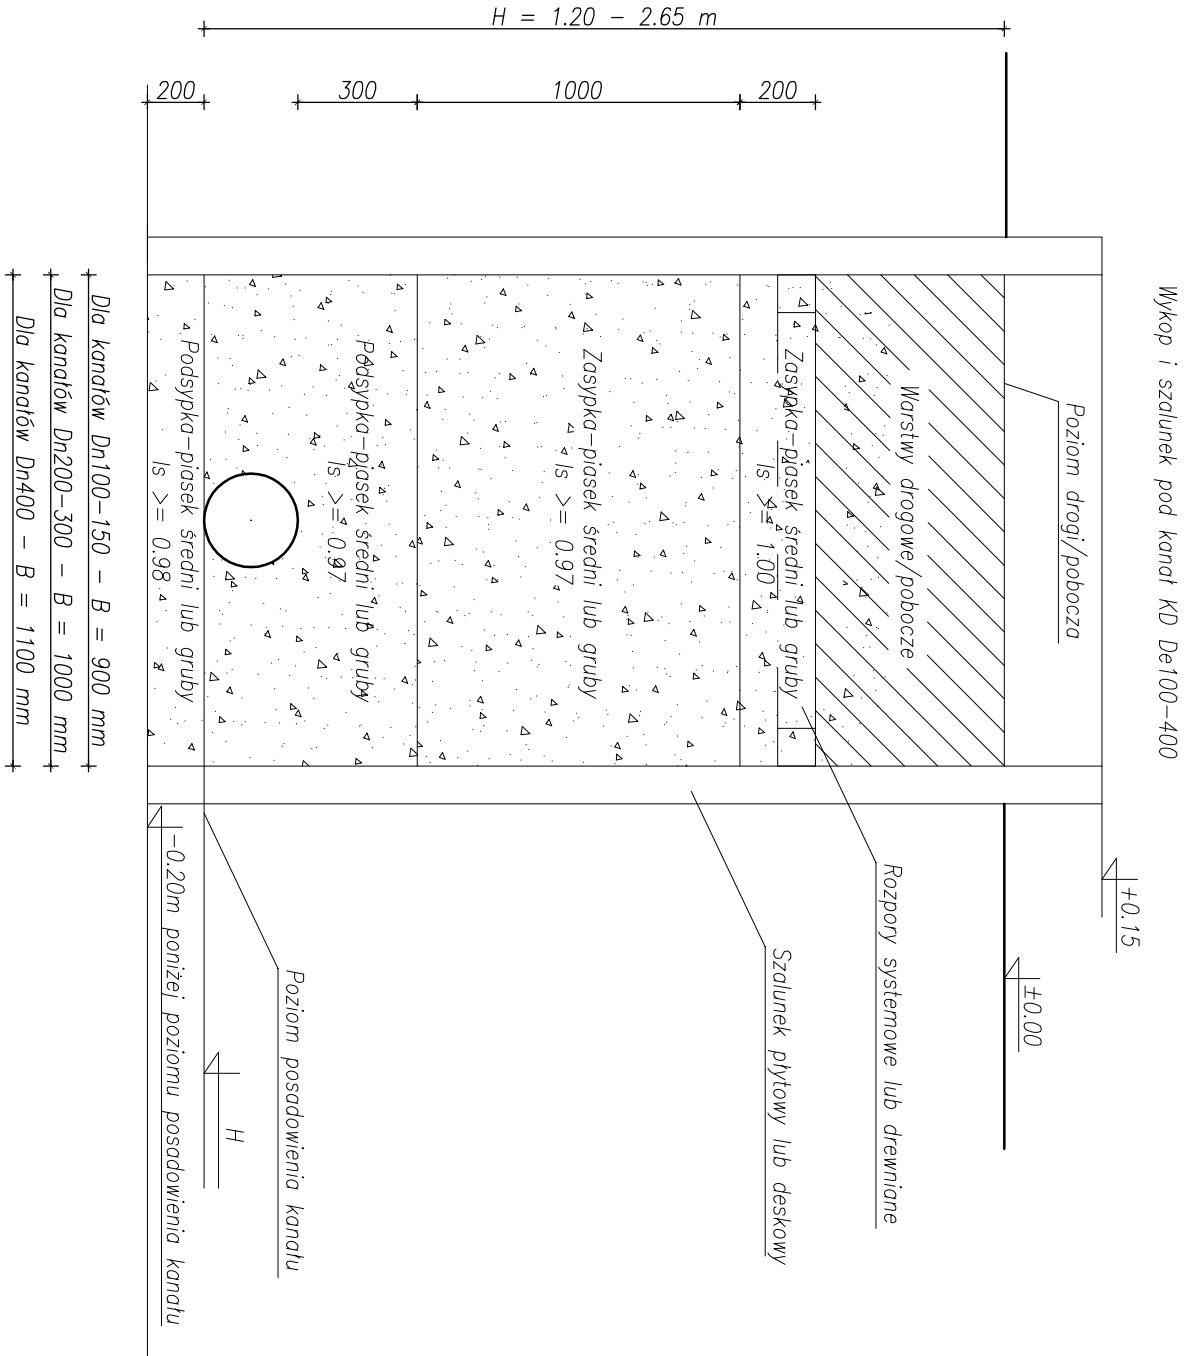 Wykop i szalunek pod kanał KD De100-400
H = 1.20 - 2.65 m
200
300
1000
200
+0.15
±0.00
Poziom drogi/pobocza
Warstwy drogowe/pobocze
Rozpory systemowe lub drewniane
Zasypka-piasek średni lub gruby
Is >= 1.00
Szalunek płytowy lub deskowy
Zasypka-piasek średni lub gruby
Is >= 0.97
Podsypka-piasek średni lub gruby
Is >= 0.97
Poziom posadowienia kanału
H
Podsypka-piasek średni lub gruby
Is >= 0.98
-0.20m poniżej poziomu posadowienia kanału
Dla kanałów Dn100-150 - B = 900 mm
Dla kanałów Dn200-300 - B = 1000 mm
Dla kanałów Dn400 - B = 1100 mm